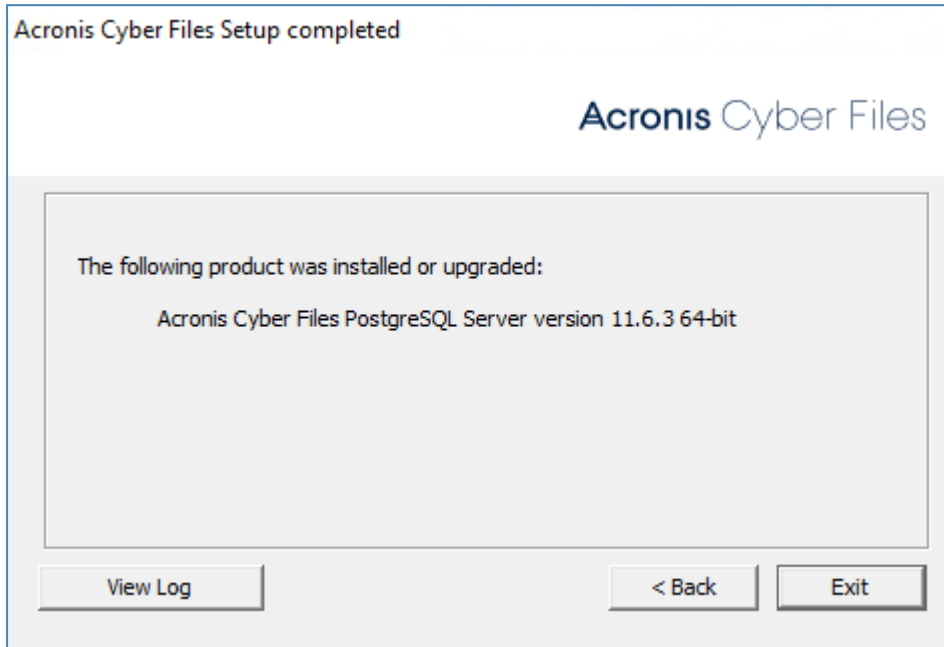 Acronis Cyber Files Setup completed
Acronis Cyber Files
The following product was installed or upgraded:
Acronis Cyber Files PostgreSQL Server version 11.6.3 64-bit
View Log
< Back
Exit